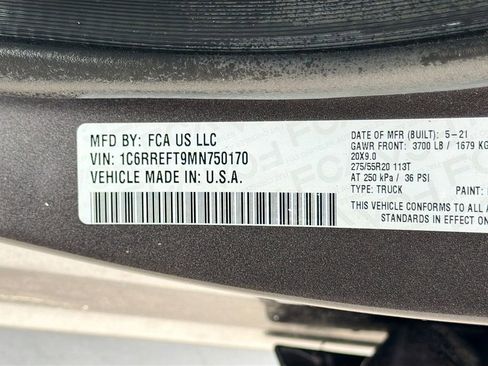 MFD BY: FCA US LLC
VIN: 1C6RREFT9MN750170
VEHICLE MADE IN: U.S.A.
DATE OF MFR (BUILT): 5-21
GAWR FRONT: 3700 LB / 1679 KG
20X9.0
275/55R20 113T
AT 250 kPa / 36 PSI
TYPE: TRUCK PAINT:
THIS VEHICLE CONFORMS TO ALL
STANDARDS IN EFFECT ON